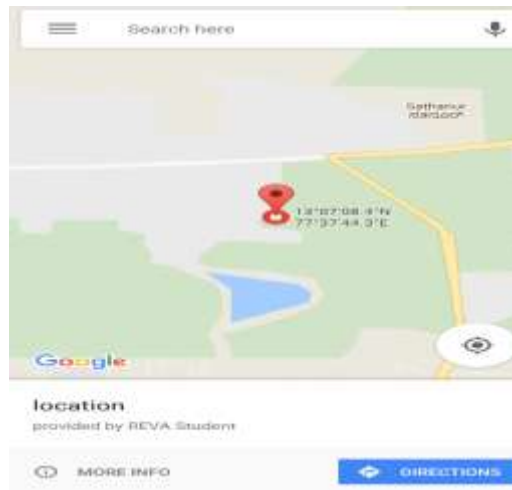 Search here
Sathanur
13°07'08.4"N
77°37'44.3"E
Google
location
provided by REVA Student
MORE INFO
DIRECTIONS